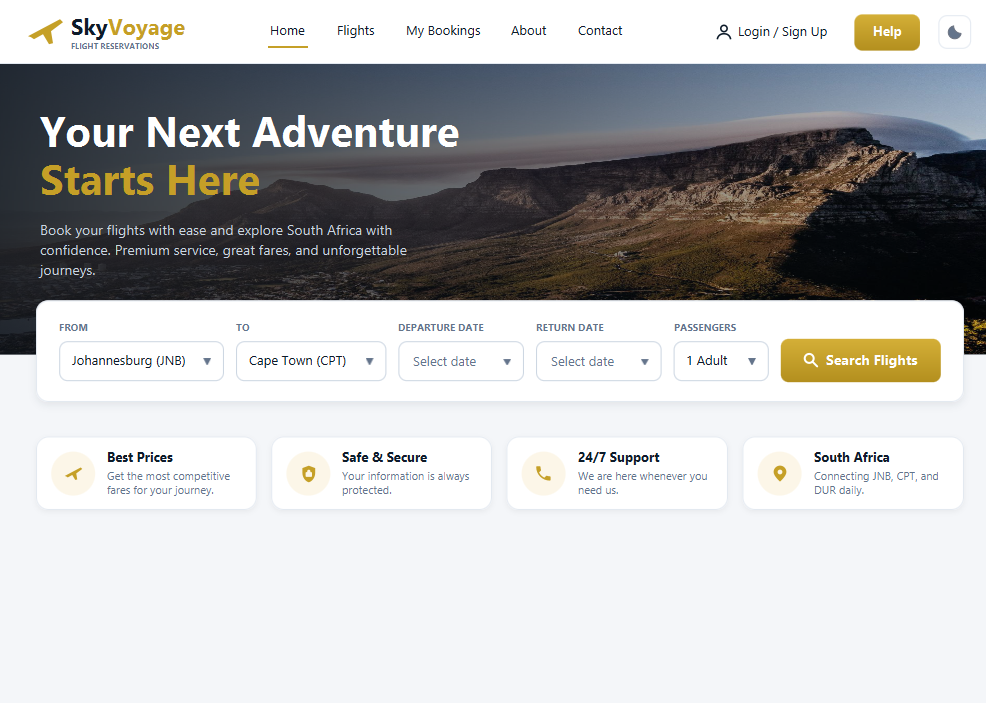 SkyVoyage
FLIGHT RESERVATIONS
Home
Flights
My Bookings
About
Contact
Login / Sign Up
Help
Your Next Adventure
Starts Here
Book your flights with ease and explore South Africa with
confidence. Premium service, great fares, and unforgettable
journeys.
FROM
TO
DEPARTURE DATE
RETURN DATE
PASSENGERS
Johannesburg (JNB)
Cape Town (CPT)
Select date
Select date
1 Adult
Search Flights
Best Prices
Get the most competitive
fares for your journey.
Safe & Secure
Your information is always
protected.
24/7 Support
We are here whenever you
need us.
South Africa
Connecting JNB, CPT, and
DUR daily.